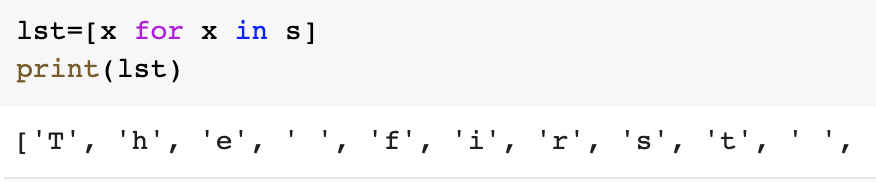 lst=[x for x in s]
print(lst)
['T', 'h', 'e', ' ', 'f', 'i', 'r', 's', 't', ' ',